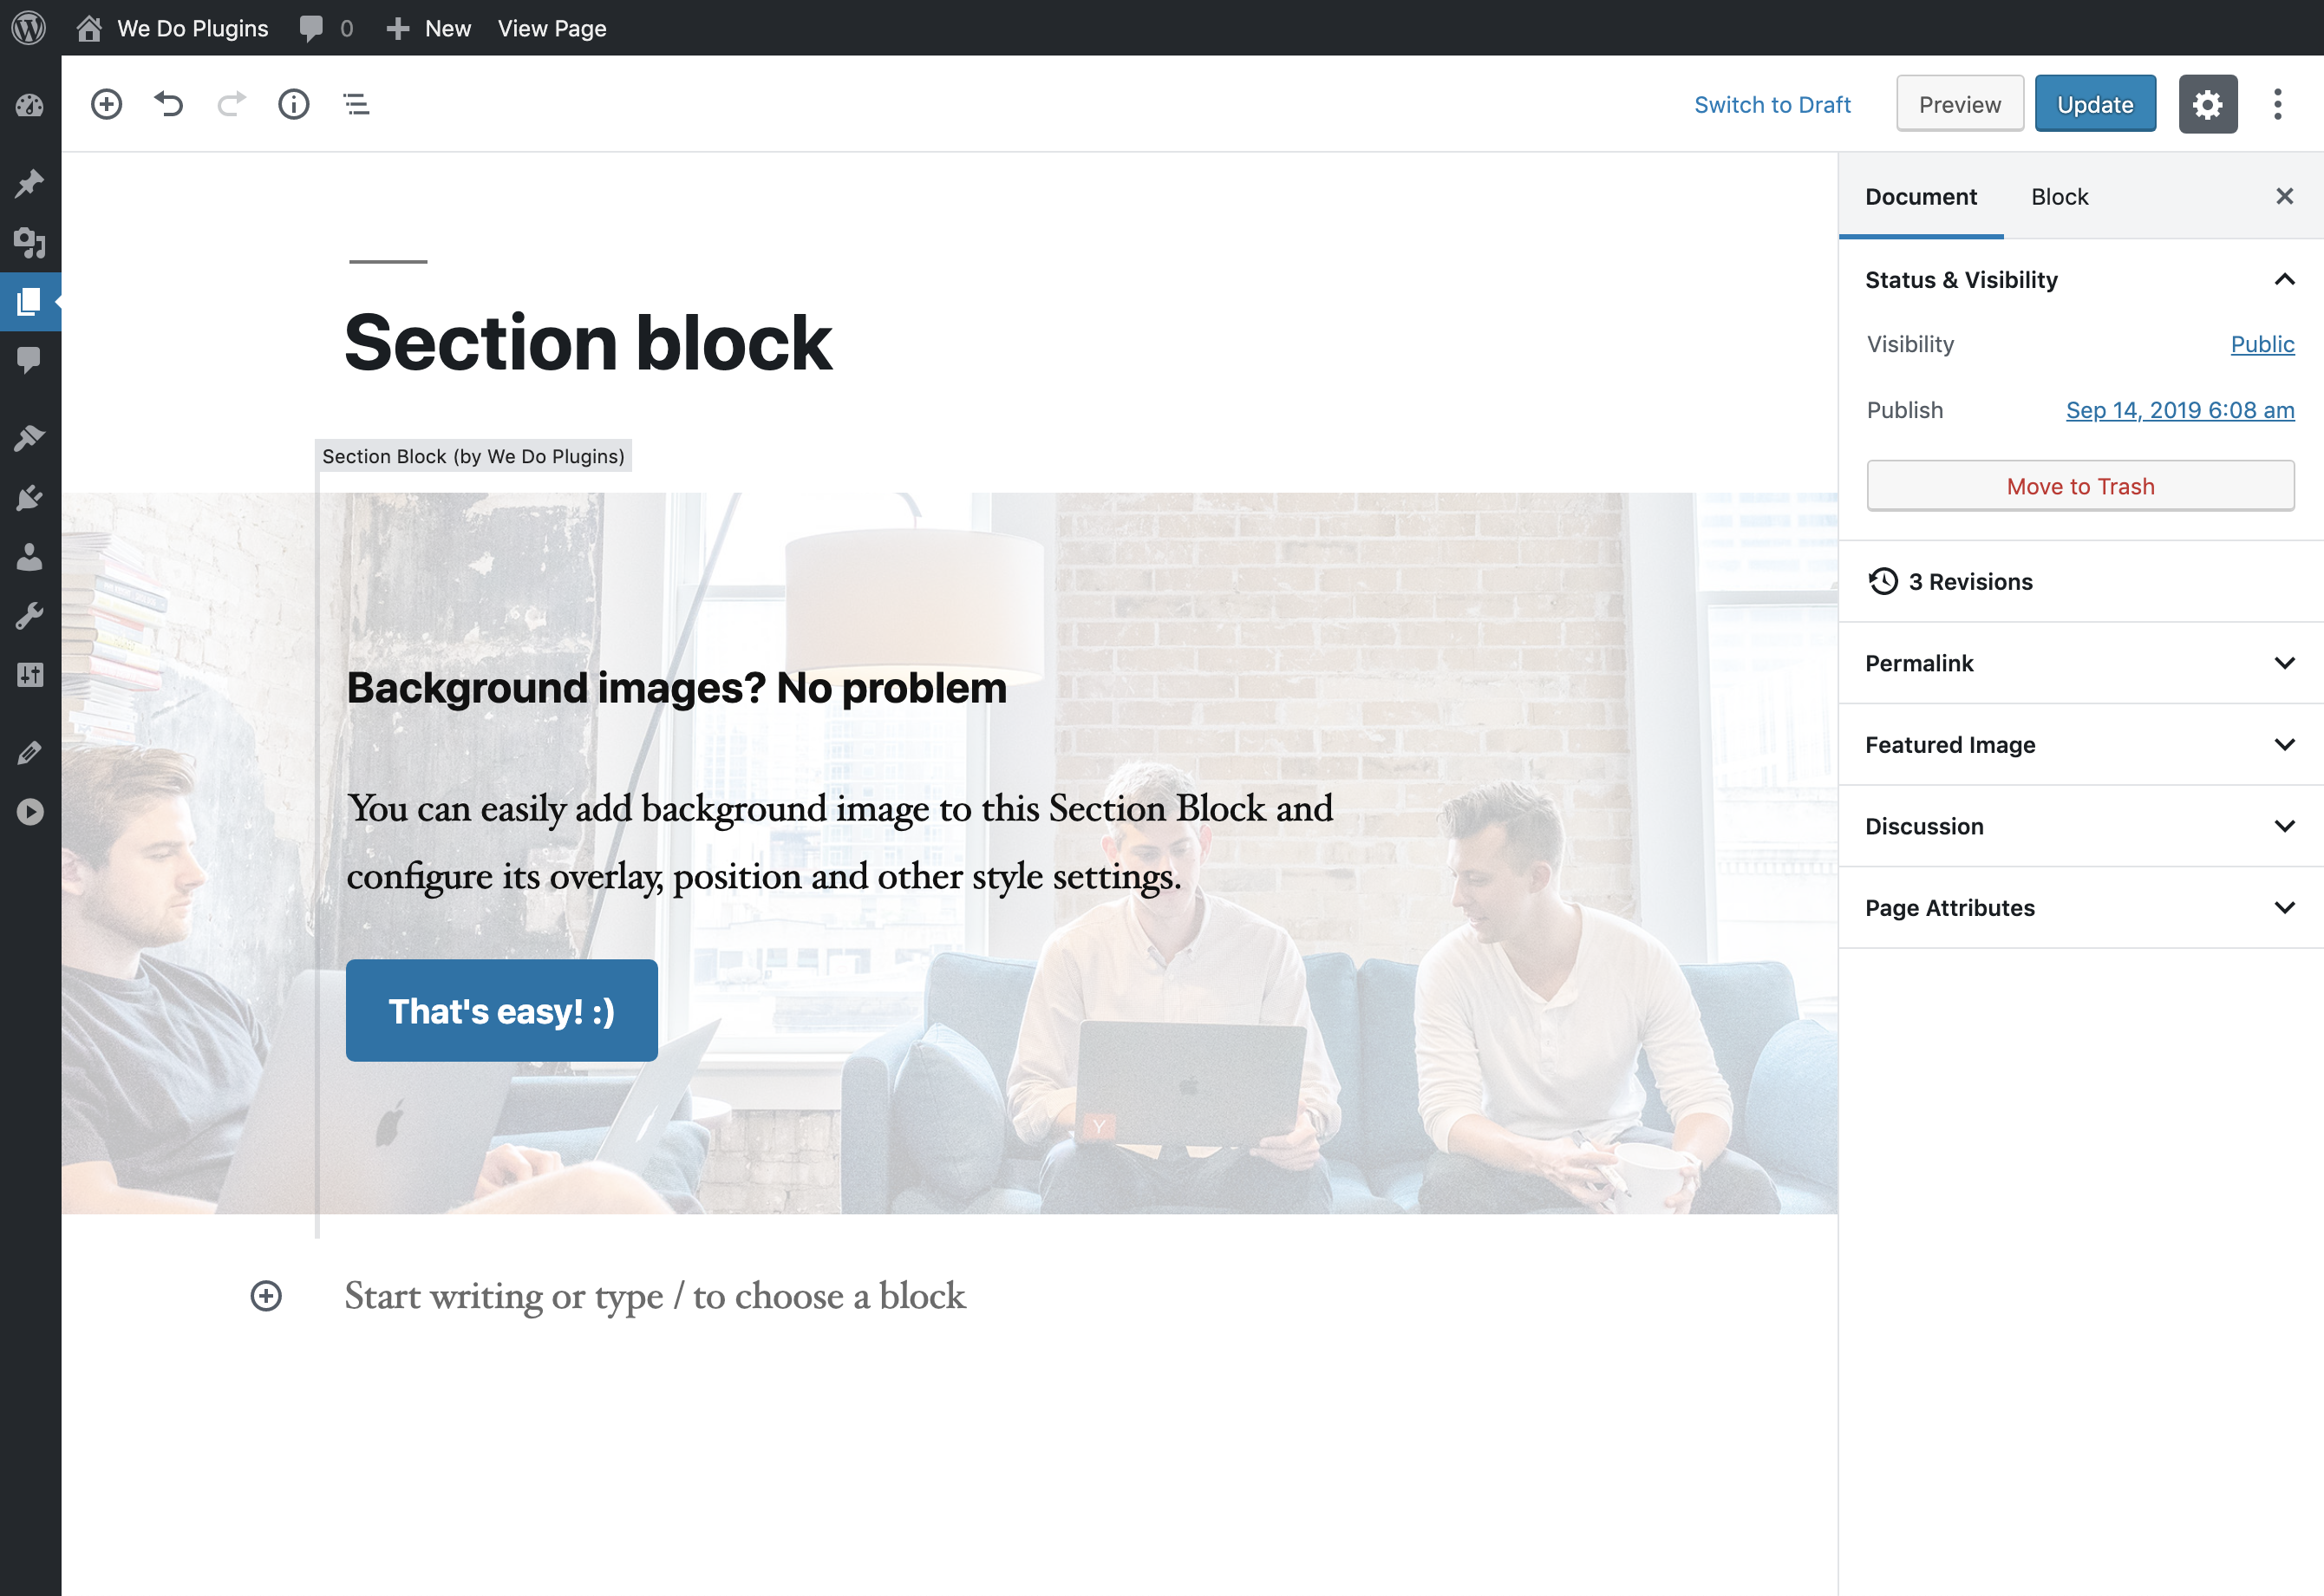 We Do Plugins 0 New View Page
Switch to Draft Preview Update
Document Block
Section block
Section Block (by We Do Plugins)
Background images? No problem
You can easily add background image to this Section Block and
configure its overlay, position and other style settings.
That's easy! :)
Y
Start writing or type / to choose a block
Status & Visibility
Visibility Public
Publish Sep 14, 2019 6:08 am
Move to Trash
3 Revisions
Permalink
Featured Image
Discussion
Page Attributes